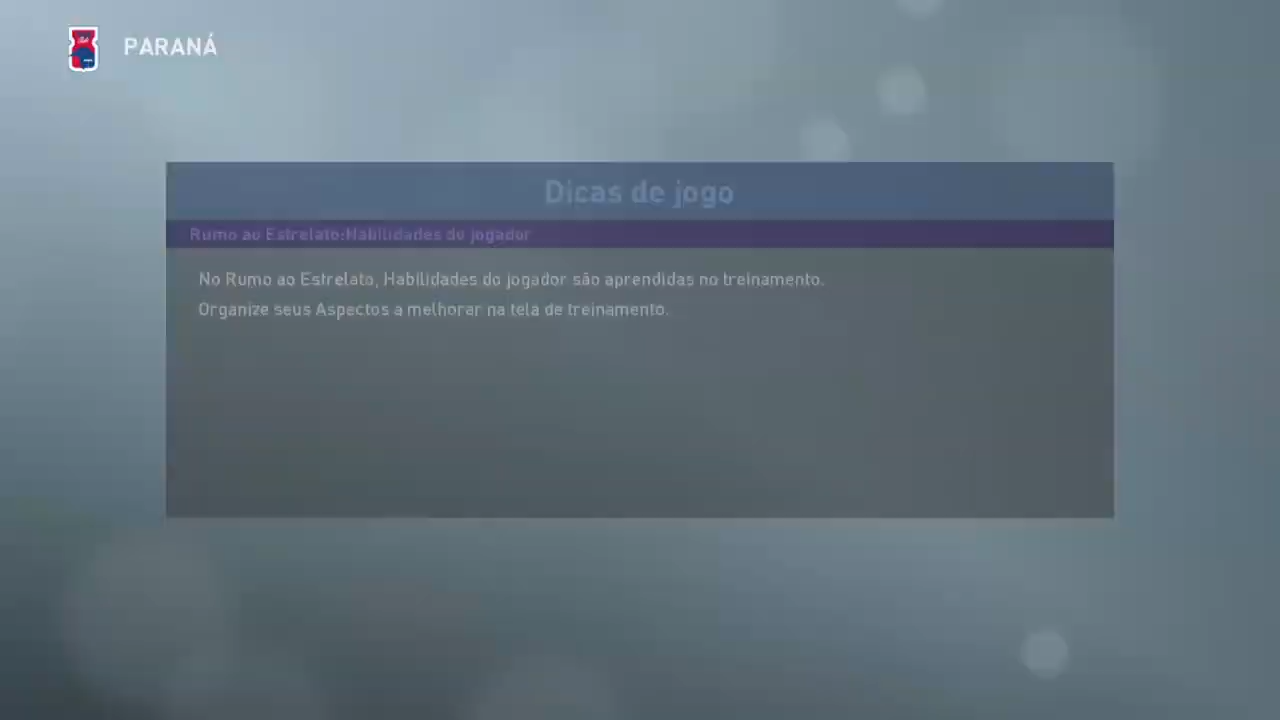 PARANÁ
Dicas de jogo
Rumo ao Estrelato:Habilidades do jogador
No Rumo ao Estrelato, Habilidades do jogador são aprendidas no treinamento.
Organize seus Aspectos a melhorar na tela de treinamento.